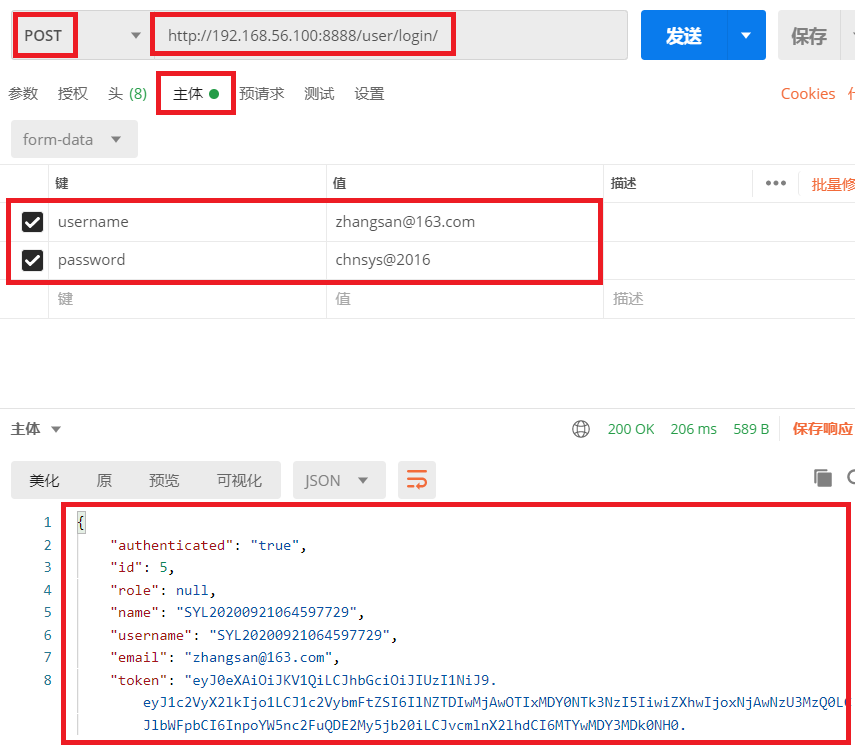 POST http://192.168.56.100:8888/user/login/ 发送 保存
参数 授权 头 (8) 主体 预请求 测试 设置 Cookies
form-data
键 值 描述 ••• 批量修
username zhangsan@163.com
password chnsys@2016
键 值 描述
主体 200 OK 206 ms 589 B 保存响应
美化 原 预览 可视化 JSON
1 {
2 "authenticated": "true",
3 "id": 5,
4 "role": null,
5 "name": "SYL20200921064597729",
6 "username": "SYL20200921064597729",
7 "email": "zhangsan@163.com",
8 "token": "eyJ0eXAiOiJKV1QiLCJhbGciOiJIUzI1NiJ9.
eyJ1c2VyX2lkIjo1LCJ1c2VybmFtZSI6IlNZTDIwMjAwOTIxMDY0NTk3NzI5IiwiZXhwIjoxNjAwNzU3MzQ0LC
JlbWFpbCI6InpoYW5nc2FuQDE2My5jb20iLCJvcmlnX2lhdCI6MTYwMDY3MDk0NH0.